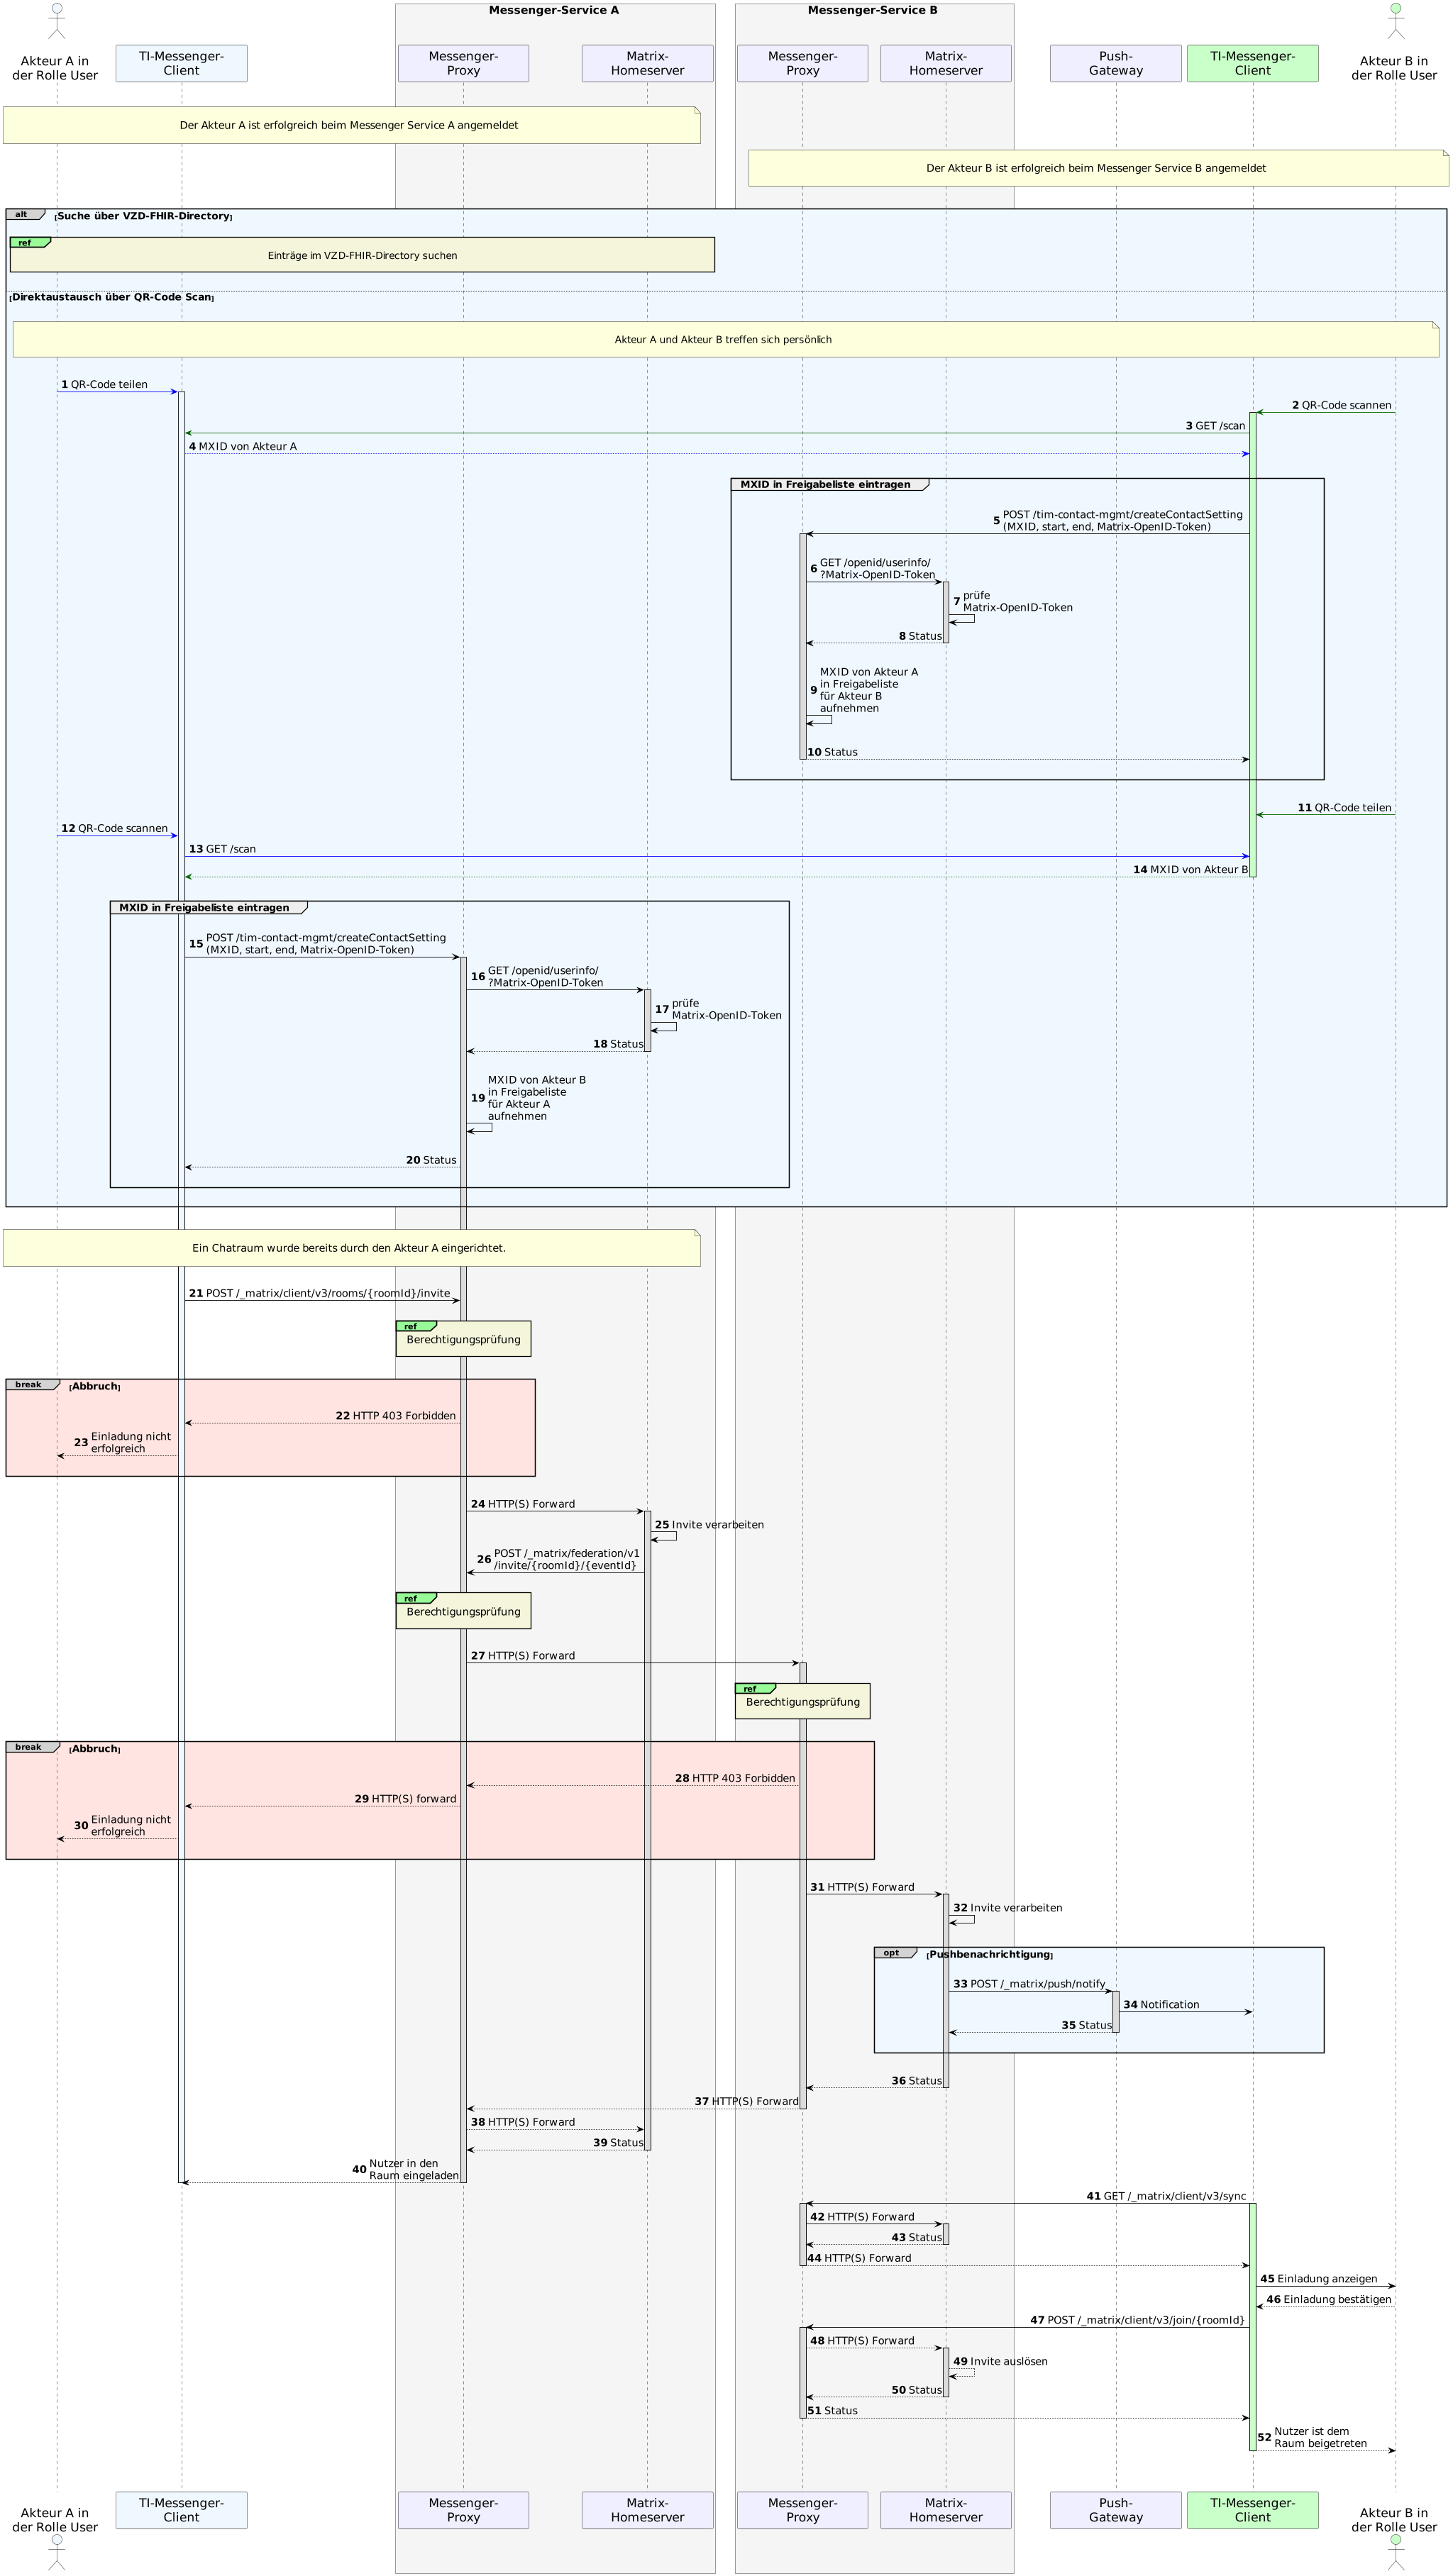 Messenger-Service A
Messenger-Service B
Akteur A in
der Rolle User
TI-Messenger-
Client
Messenger-
Proxy
Matrix-
Homeserver
Messenger-
Proxy
Matrix-
Homeserver
Push-
Gateway
TI-Messenger-
Client
Akteur B in
der Rolle User
Der Akteur A ist erfolgreich beim Messenger Service A angemeldet
Der Akteur B ist erfolgreich beim Messenger Service B angemeldet
alt [Suche über VZD-FHIR-Directory]
ref
Einträge im VZD-FHIR-Directory suchen
[Direktaustausch über QR-Code Scan]
Akteur A und Akteur B treffen sich persönlich
1 QR-Code teilen
2 QR-Code scannen
3 GET /scan
4 MXID von Akteur A
MXID in Freigabeliste eintragen
5 POST /tim-contact-mgmt/createContactSetting
(MXID, start, end, Matrix-OpenID-Token)
6 GET /openid/userinfo/
?Matrix-OpenID-Token
7 prüfe
Matrix-OpenID-Token
8 Status
9 MXID von Akteur A
in Freigabeliste
für Akteur B
aufnehmen
10 Status
11 QR-Code teilen
12 QR-Code scannen
13 GET /scan
14 MXID von Akteur B
MXID in Freigabeliste eintragen
15 POST /tim-contact-mgmt/createContactSetting
(MXID, start, end, Matrix-OpenID-Token)
16 GET /openid/userinfo/
?Matrix-OpenID-Token
17 prüfe
Matrix-OpenID-Token
18 Status
19 MXID von Akteur B
in Freigabeliste
für Akteur A
aufnehmen
20 Status
Ein Chatraum wurde bereits durch den Akteur A eingerichtet.
21 POST /_matrix/client/v3/rooms/{roomId}/invite
ref
Berechtigungsprüfung
break [Abbruch]
22 HTTP 403 Forbidden
23 Einladung nicht
erfolgreich
24 HTTP(S) Forward
25 Invite verarbeiten
26 POST /_matrix/federation/v1
/invite/{roomId}/{eventId}
ref
Berechtigungsprüfung
27 HTTP(S) Forward
ref
Berechtigungsprüfung
break [Abbruch]
28 HTTP 403 Forbidden
29 HTTP(S) forward
30 Einladung nicht
erfolgreich
31 HTTP(S) Forward
32 Invite verarbeiten
opt [Pushbenachrichtigung]
33 POST /_matrix/push/notify
34 Notification
35 Status
36 Status
37 HTTP(S) Forward
38 HTTP(S) Forward
39 Status
40 Nutzer in den
Raum eingeladen
41 GET /_matrix/client/v3/sync
42 HTTP(S) Forward
43 Status
44 HTTP(S) Forward
45 Einladung anzeigen
46 Einladung bestätigen
47 POST /_matrix/client/v3/join/{roomId}
48 HTTP(S) Forward
49 Invite auslösen
50 Status
51 Status
52 Nutzer ist dem
Raum beigetreten
Akteur A in
der Rolle User
TI-Messenger-
Client
Messenger-
Proxy
Matrix-
Homeserver
Messenger-
Proxy
Matrix-
Homeserver
Push-
Gateway
TI-Messenger-
Client
Akteur B in
der Rolle User